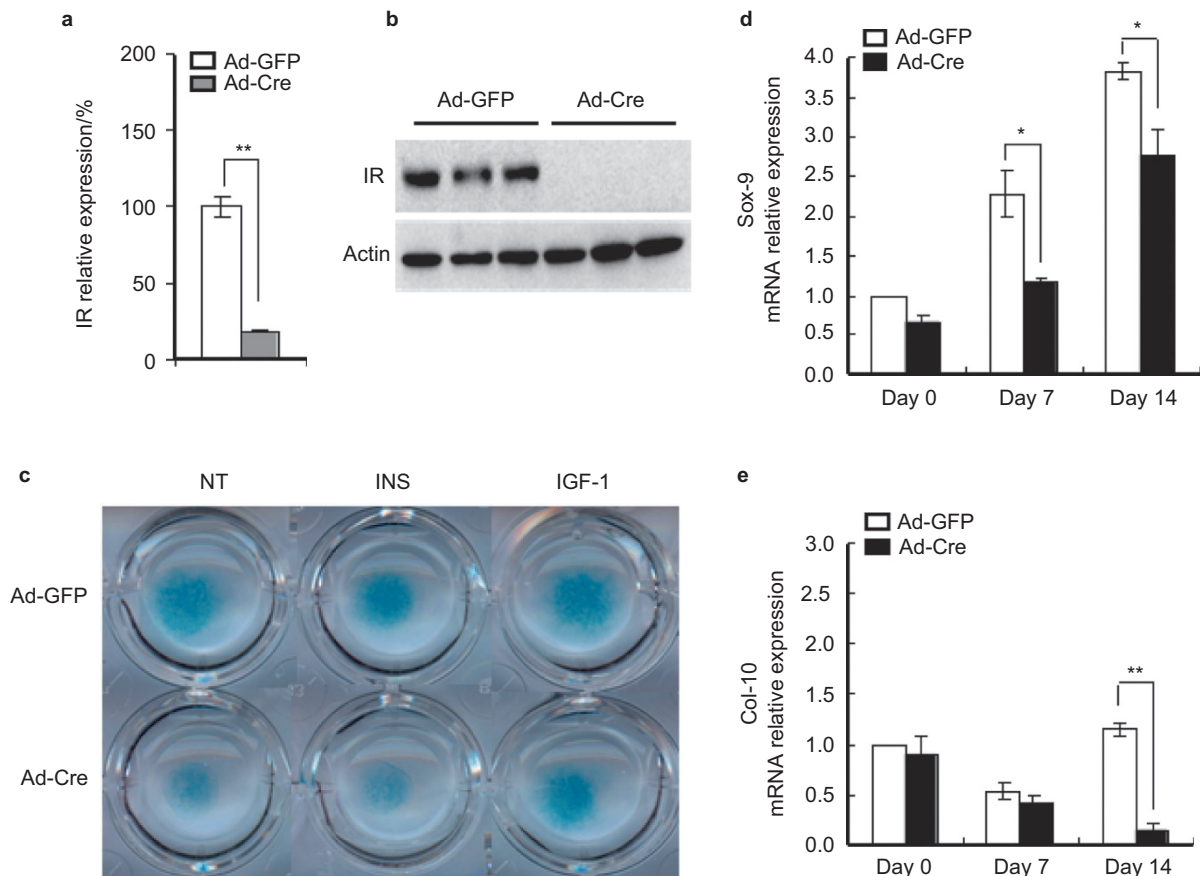 a
200
150
100
50
0
IR relative expression/%
Ad-GFP
Ad-Cre
**
b
Ad-GFP Ad-Cre
IR
Actin
c
NT INS IGF-1
Ad-GFP
Ad-Cre
d
Ad-GFP
Ad-Cre
4.0
3.5
3.0
2.5
2.0
1.5
1.0
0.5
0.0
Sox-9
mRNA relative expression
*
*
Day 0 Day 7 Day 14
e
Ad-GFP
Ad-Cre
3.0
2.5
2.0
1.5
1.0
0.5
0.0
Col-10
mRNA relative expression
**
Day 0 Day 7 Day 14